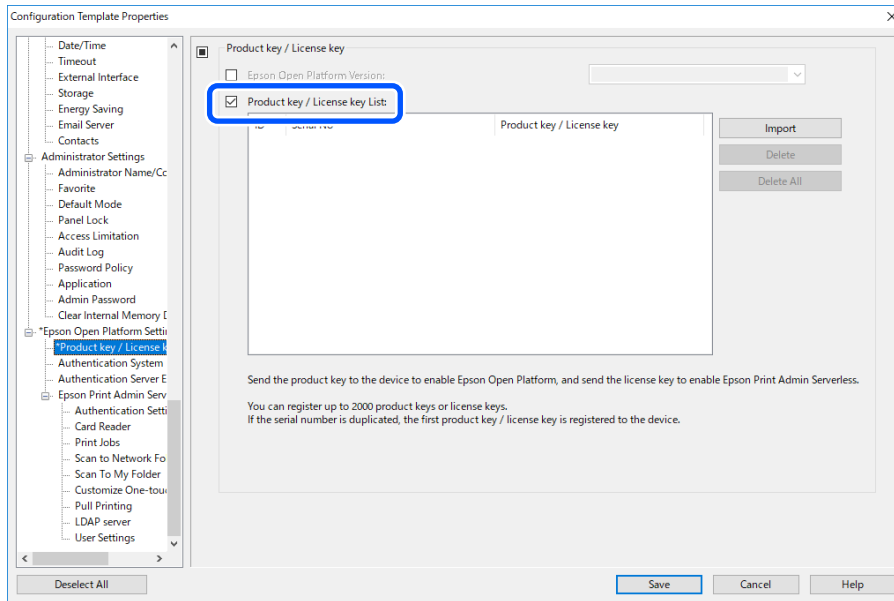 Configuration Template Properties
Date/Time
Timeout
External Interface
Storage
Energy Saving
Email Server
Contacts
Administrator Settings
Administrator Name/Co
Favorite
Default Mode
Panel Lock
Access Limitation
Audit Log
Password Policy
Application
Admin Password
Clear Internal Memory D
*Epson Open Platform Settin
*Product key / License k
Authentication System
Authentication Server E
Epson Print Admin Serv
Authentication Setti
Card Reader
Print Jobs
Scan to Network Fo
Scan To My Folder
Customize One-tou
Pull Printing
LDAP server
User Settings
Deselect All
Product key / License key
Epson Open Platform Version:
Product key / License key List:
ID Serial No Product key / License key
Import
Delete
Delete All
Send the product key to the device to enable Epson Open Platform, and send the license key to enable Epson Print Admin Serverless.
You can register up to 2000 product keys or license keys.
If the serial number is duplicated, the first product key / license key is registered to the device.
Save
Cancel
Help